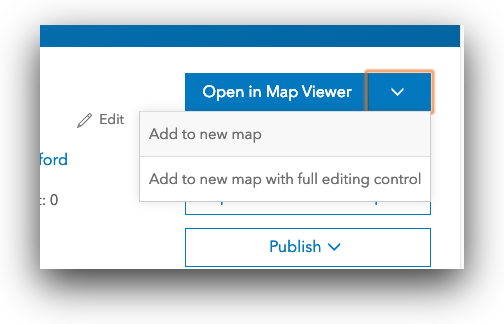 Open in Map Viewer
Edit
Add to new map
ford
Add to new map with full editing control
: 0
Publish